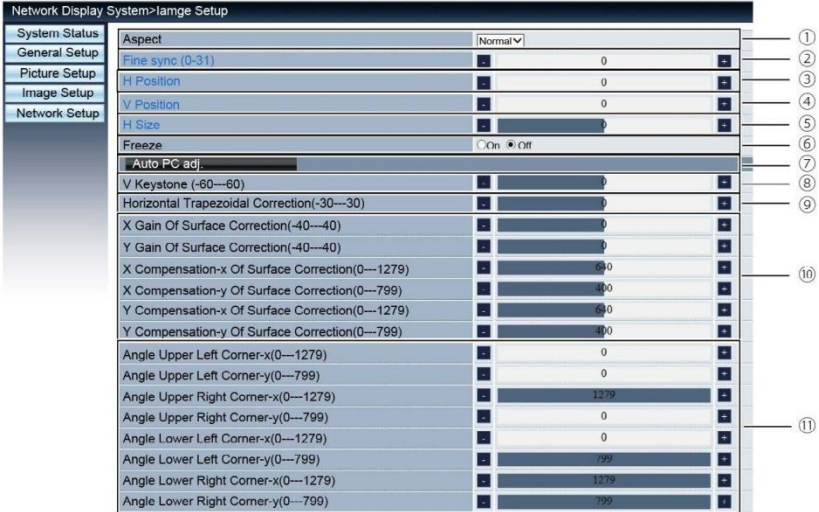 Network Display System>Iamge Setup
System Status
General Setup
Picture Setup
Image Setup
Network Setup
Aspect Normal ①
Fine sync (0-31) - 0 + ②
H Position - 0 + ③
V Position - 0 + ④
H Size - 0 + ⑤
Freeze On Off ⑥
Auto PC adj. ⑦
V Keystone (-60---60) - 0 + ⑧
Horizontal Trapezoidal Correction(-30---30) - 0 + ⑨
X Gain Of Surface Correction(-40---40) - 0 +
Y Gain Of Surface Correction(-40---40) - 0 +
X Compensation-x Of Surface Correction(0---1279) - 640 + ⑩
X Compensation-y Of Surface Correction(0---799) - 400 +
Y Compensation-x Of Surface Correction(0---1279) - 640 +
Y Compensation-y Of Surface Correction(0---799) - 400 +
Angle Upper Left Corner-x(0---1279) - 0 +
Angle Upper Left Corner-y(0---799) - 0 +
Angle Upper Right Corner-x(0---1279) - 1279 +
Angle Upper Right Corner-y(0---799) - 0 + ⑪
Angle Lower Left Corner-x(0---1279) - 0 +
Angle Lower Left Corner-y(0---799) - 799 +
Angle Lower Right Corner-x(0---1279) - 1279 +
Angle Lower Right Corner-y(0---799) - 799 +